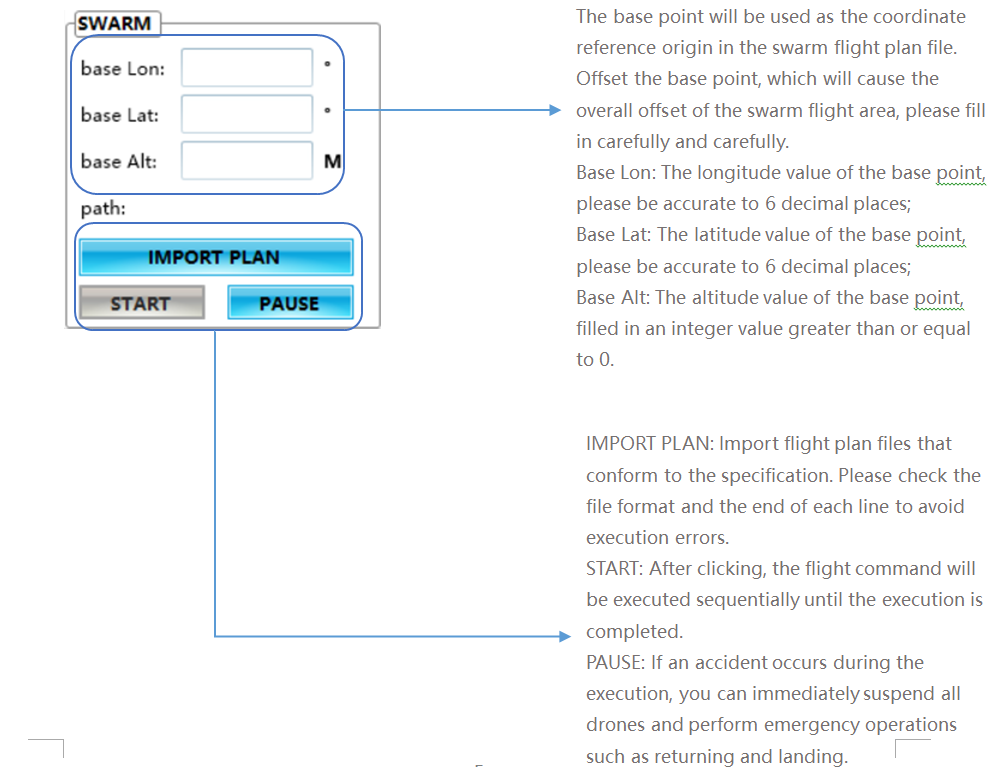 SWARM
base Lon:
°
base Lat:
°
base Alt:
M
path:
IMPORT PLAN
START
PAUSE
The base point will be used as the coordinate
reference origin in the swarm flight plan file.
Offset the base point, which will cause the
overall offset of the swarm flight area, please fill
in carefully and carefully.
Base Lon: The longitude value of the base point,
please be accurate to 6 decimal places;
Base Lat: The latitude value of the base point,
please be accurate to 6 decimal places;
Base Alt: The altitude value of the base point,
filled in an integer value greater than or equal
to 0.
IMPORT PLAN: Import flight plan files that
conform to the specification. Please check the
file format and the end of each line to avoid
execution errors.
START: After clicking, the flight command will
be executed sequentially until the execution is
completed.
PAUSE: If an accident occurs during the
execution, you can immediately suspend all
drones and perform emergency operations
such as returning and landing.